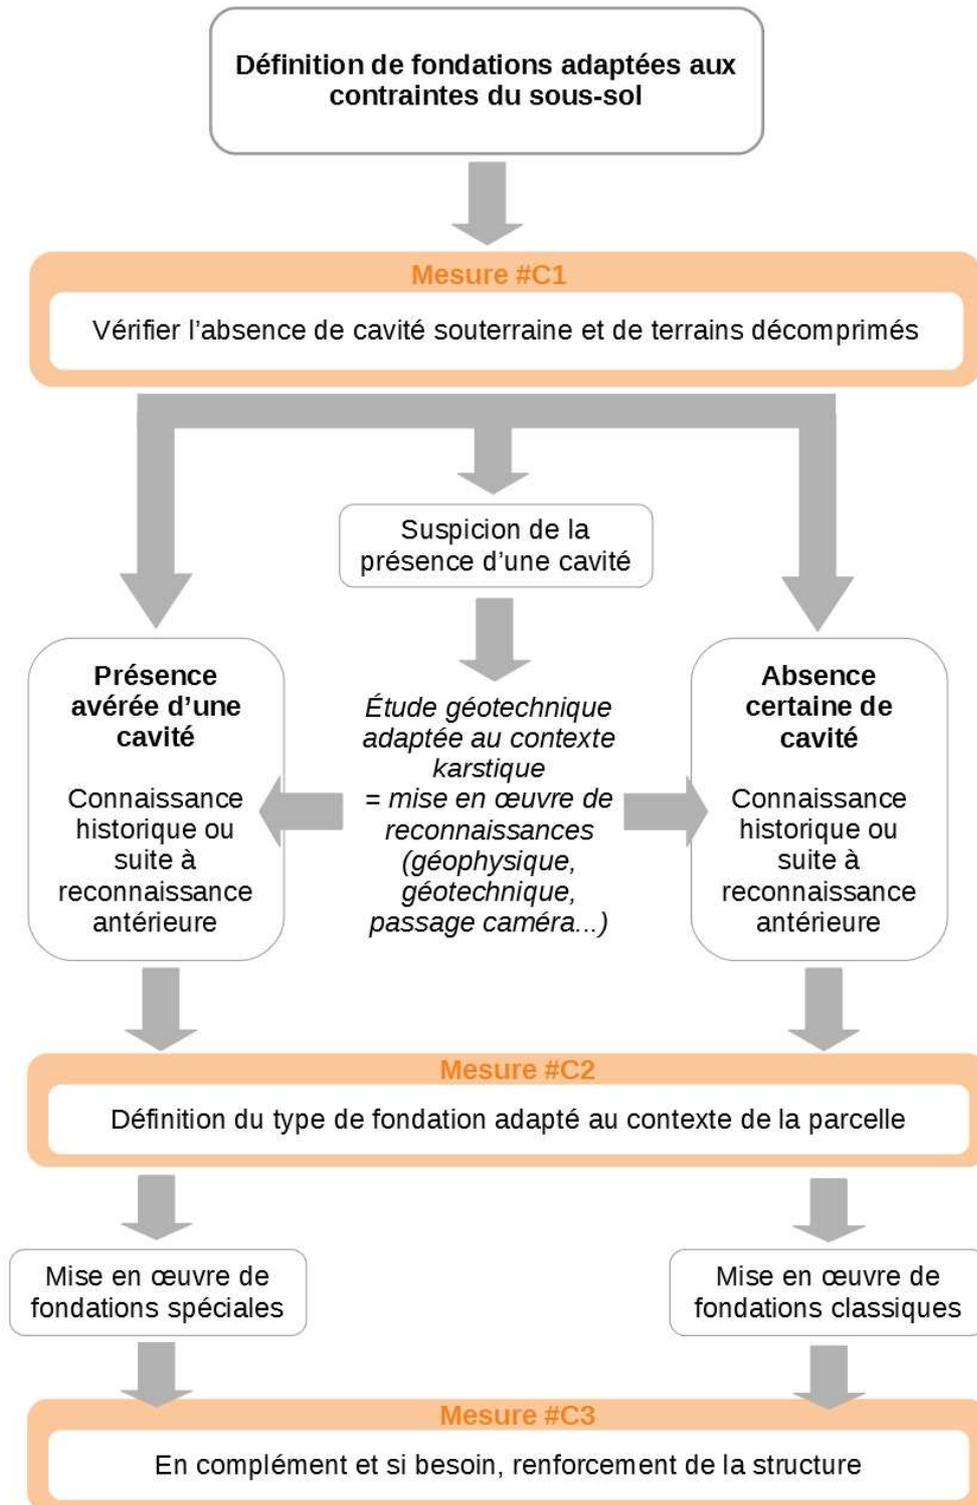 Définition de fondations adaptées aux
contraintes du sous-sol
Mesure #C1
Vérifier l’absence de cavité souterraine et de terrains décomprimés
Suspicion de la
présence d’une cavité
Présence
avérée d’une
cavité
Connaissance
historique ou
suite à
reconnaissance
antérieure
Étude géotechnique
adaptée au contexte
karstique
= mise en œuvre de
reconnaissances
(géophysique,
géotechnique,
passage caméra...)
Absence
certaine de
cavité
Connaissance
historique ou
suite à
reconnaissance
antérieure
Mesure #C2
Définition du type de fondation adapté au contexte de la parcelle
Mise en œuvre de
fondations spéciales
Mise en œuvre de
fondations classiques
Mesure #C3
En complément et si besoin, renforcement de la structure